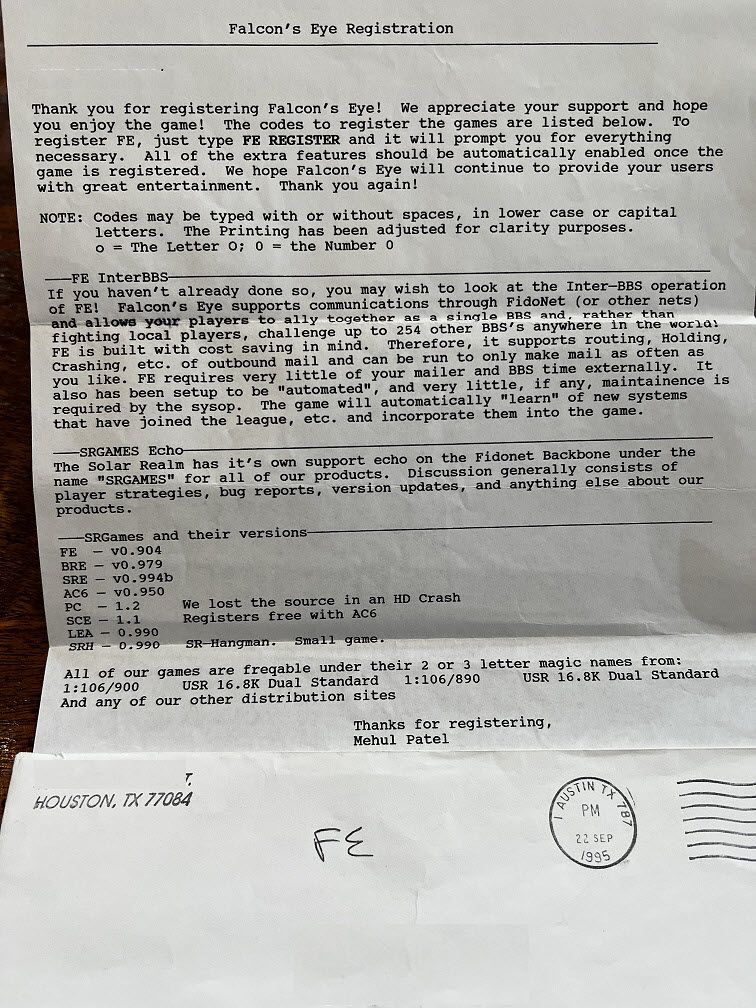 Falcon's Eye Registration
Thank you for registering Falcon's Eye!  We appreciate your support and hope
you enjoy the game!  The codes to register the games are listed below.  To
register FE, just type FE REGISTER and it will prompt you for everything
necessary.  All of the extra features should be automatically enabled once the
game is registered.  We hope Falcon's Eye will continue to provide your users
with great entertainment.  Thank you again!
NOTE: Codes may be typed with or without spaces, in lower case or capital
letters.  The Printing has been adjusted for clarity purposes.
o = The Letter O; 0 = the Number 0
FE InterBBS
If you haven't already done so, you may wish to look at the Inter-BBS operation
of FE!  Falcon's Eye supports communications through FidoNet (or other nets)
and allows your players to ally together as a single BBS and, rather than
fighting local players, challenge up to 254 other BBS's anywhere in the world!
FE is built with cost saving in mind.  Therefore, it supports routing, Holding,
Crashing, etc. of outbound mail and can be run to only make mail as often as
you like. FE requires very little of your mailer and BBS time externally.  It
also has been setup to be "automated", and very little, if any, maintainence is
required by the sysop.  The game will automatically "learn" of new systems
that have joined the league, etc. and incorporate them into the game.
SRGAMES Echo
The Solar Realm has it's own support echo on the Fidonet Backbone under the
name "SRGAMES" for all of our products.  Discussion generally consists of
player strategies, bug reports, version updates, and anything else about our
products.
SRGames and their versions
FE  - v0.904
BRE - v0.979
SRE - v0.994b
AC6 - v0.950
PC  - 1.2     We lost the source in an HD Crash
SCE - 1.1     Registers free with AC6
LEA - 0.990
SRH - 0.990   SR-Hangman.  Small game.
All of our games are freqable under their 2 or 3 letter magic names from:
1:106/900     USR 16.8K Dual Standard   1:106/890     USR 16.8K Dual Standard
And any of our other distribution sites
Thanks for registering,
Mehul Patel
HOUSTON, TX 77084
FE
AUSTIN TX 787
PM
22 SEP
1995